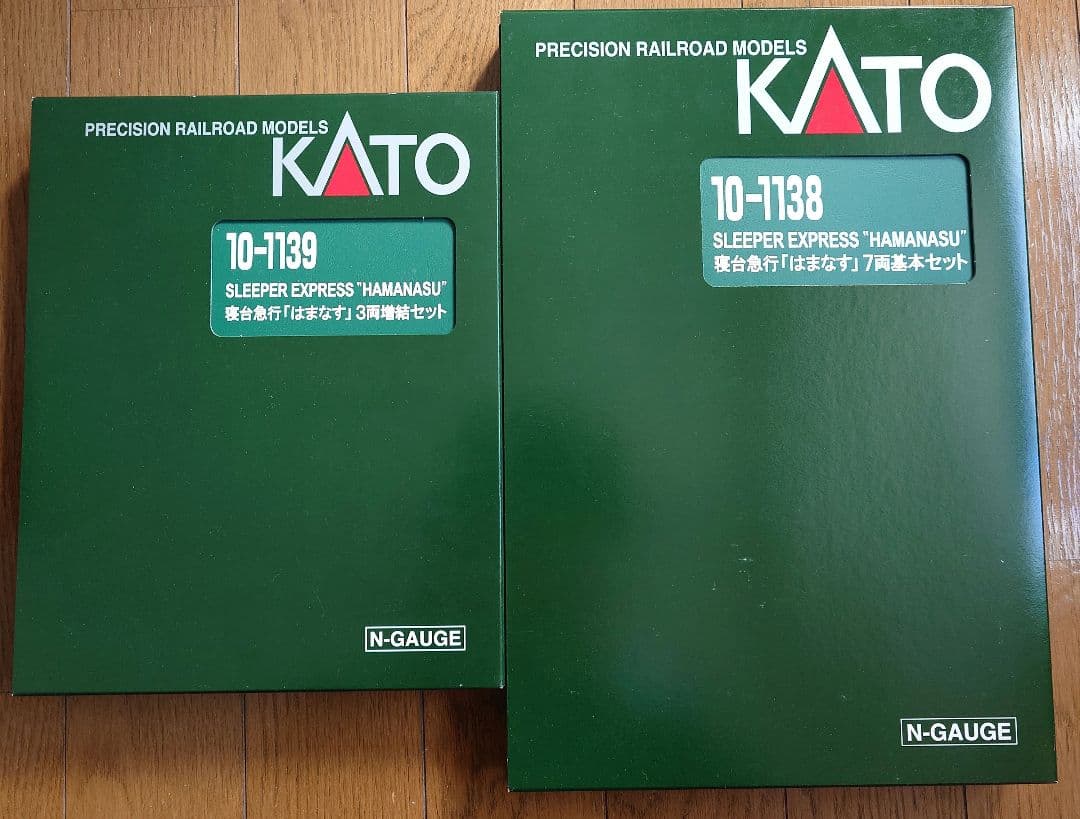 PRECISION RAILROAD MODELS
KATO
10-1139
SLEEPER EXPRESS "HAMANASU"
寝台急行「はまなす」3両増結セット
N-GAUGE
PRECISION RAILROAD MODELS
KATO
10-1138
SLEEPER EXPRESS "HAMANASU"
寝台急行「はまなす」7両基本セット
N-GAUGE